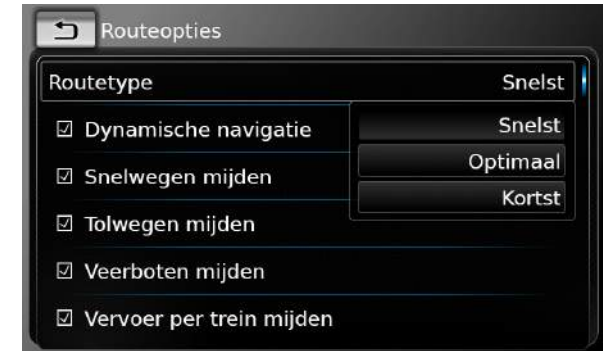 Routeopties
Routetype Snelst
Dynamische navigatie Snelst
Snelwegen mijden Optimaal
Kortst
Tolwegen mijden
Veerboten mijden
Vervoer per trein mijden